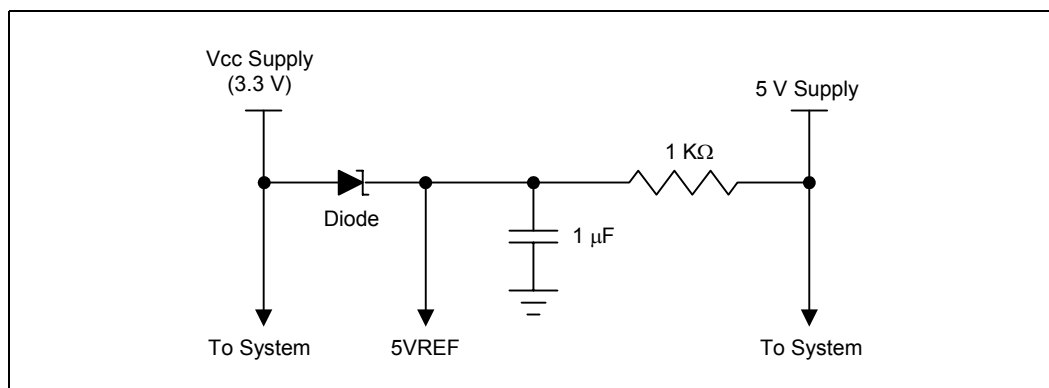 Vcc Supply
(3.3 V)
5 V Supply
1 KΩ
Diode
1 μF
To System
5VREF
To System